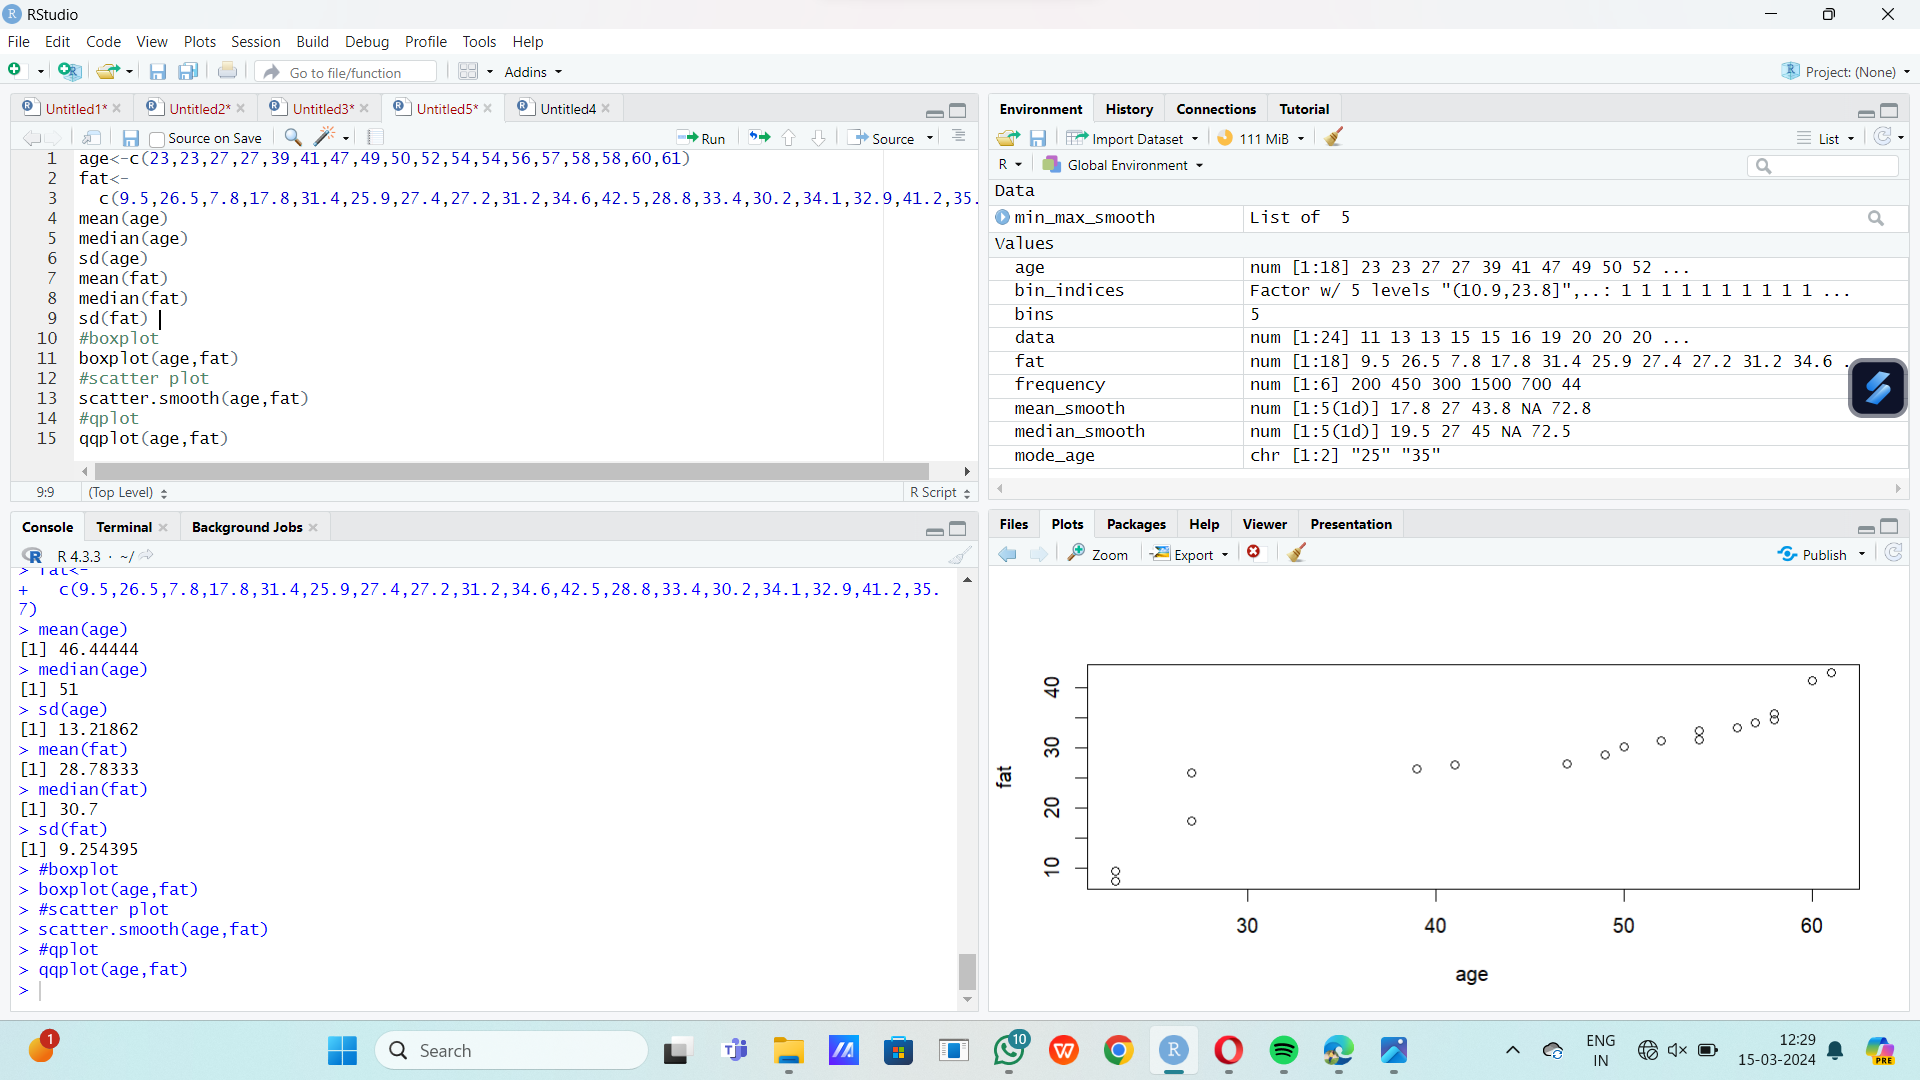 RStudio
File Edit Code View Plots Session Build Debug Profile Tools Help
Go to file/function Addins Project: (None)
Untitled1* Untitled2* Untitled3* Untitled5* Untitled4
Source on Save Run Source
1 age<-c(23,23,27,27,39,41,47,49,50,52,54,54,56,57,58,58,60,61)
2 fat<-
3 c(9.5,26.5,7.8,17.8,31.4,25.9,27.4,27.2,31.2,34.6,42.5,28.8,33.4,30.2,34.1,32.9,41.2,35.
4 mean(age)
5 median(age)
6 sd(age)
7 mean(fat)
8 median(fat)
9 sd(fat)
10 #boxplot
11 boxplot(age,fat)
12 #scatter plot
13 scatter.smooth(age,fat)
14 #qplot
15 qqplot(age,fat)
9:9 (Top Level) R Script
Console Terminal Background Jobs
R 4.3.3 · ~/
> fat<-
+ c(9.5,26.5,7.8,17.8,31.4,25.9,27.4,27.2,31.2,34.6,42.5,28.8,33.4,30.2,34.1,32.9,41.2,35.
7)
> mean(age)
[1] 46.44444
> median(age)
[1] 51
> sd(age)
[1] 13.21862
> mean(fat)
[1] 28.78333
> median(fat)
[1] 30.7
> sd(fat)
[1] 9.254395
> #boxplot
> boxplot(age,fat)
> #scatter plot
> scatter.smooth(age,fat)
> #qplot
> qqplot(age,fat)
>
Environment History Connections Tutorial
Import Dataset 111 MiB List
R Global Environment
Data
min_max_smooth List of 5
Values
age num [1:18] 23 23 27 27 39 41 47 49 50 52 ...
bin_indices Factor w/ 5 levels "(10.9,23.8]",..: 1 1 1 1 1 1 1 1 1 1 ...
bins 5
data num [1:24] 11 13 13 15 15 16 19 20 20 20 ...
fat num [1:18] 9.5 26.5 7.8 17.8 31.4 25.9 27.4 27.2 31.2 34.6 .
frequency num [1:6] 200 450 300 1500 700 44
mean_smooth num [1:5(1d)] 17.8 27 43.8 NA 72.8
median_smooth num [1:5(1d)] 19.5 27 45 NA 72.5
mode_age chr [1:2] "25" "35"
Files Plots Packages Help Viewer Presentation
Zoom Export Publish
40
30
20
10
fat
30 40 50 60
age
1
Search
10
ENG
IN
12:29
15-03-2024
PRE